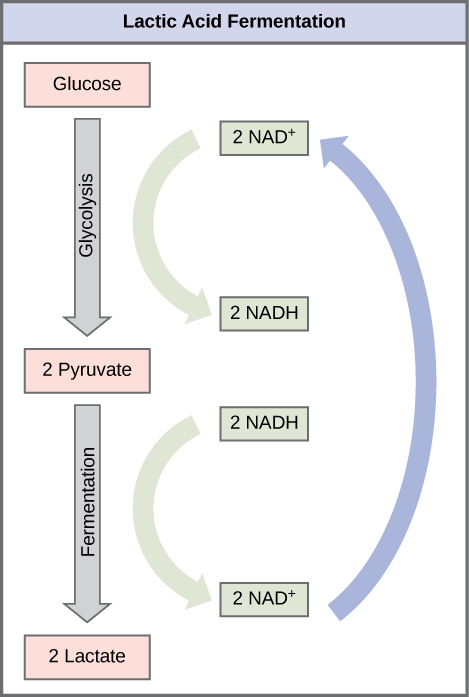 Lactic Acid Fermentation
Glucose
2 NAD⁺
Glycolysis
2 NADH
2 Pyruvate
2 NADH
Fermentation
2 NAD⁺
2 Lactate